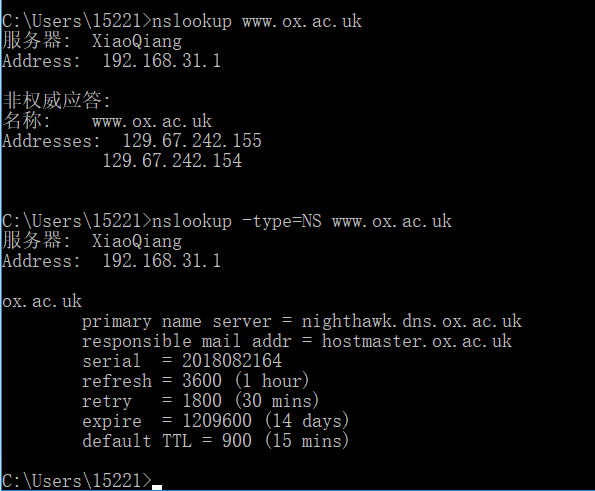 C:\Users\15221>nslookup www.ox.ac.uk
服务器:  XiaoQiang
Address:  192.168.31.1
非权威应答:
名称:    www.ox.ac.uk
Addresses:  129.67.242.155
          129.67.242.154
C:\Users\15221>nslookup -type=NS www.ox.ac.uk
服务器:  XiaoQiang
Address:  192.168.31.1
ox.ac.uk
        primary name server = nighthawk.dns.ox.ac.uk
        responsible mail addr = hostmaster.ox.ac.uk
        serial  = 2018082164
        refresh = 3600 (1 hour)
        retry   = 1800 (30 mins)
        expire  = 1209600 (14 days)
        default TTL = 900 (15 mins)
C:\Users\15221>